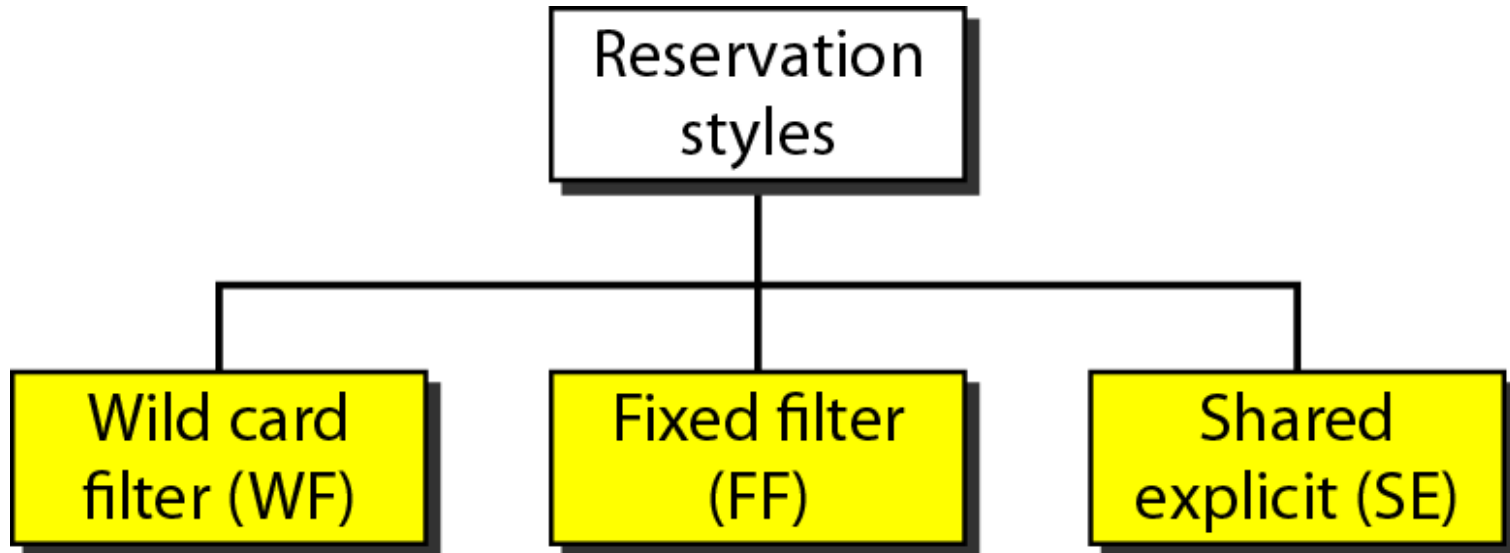 Reservation
styles
Wild card
filter (WF)
Fixed filter
(FF)
Shared
explicit (SE)